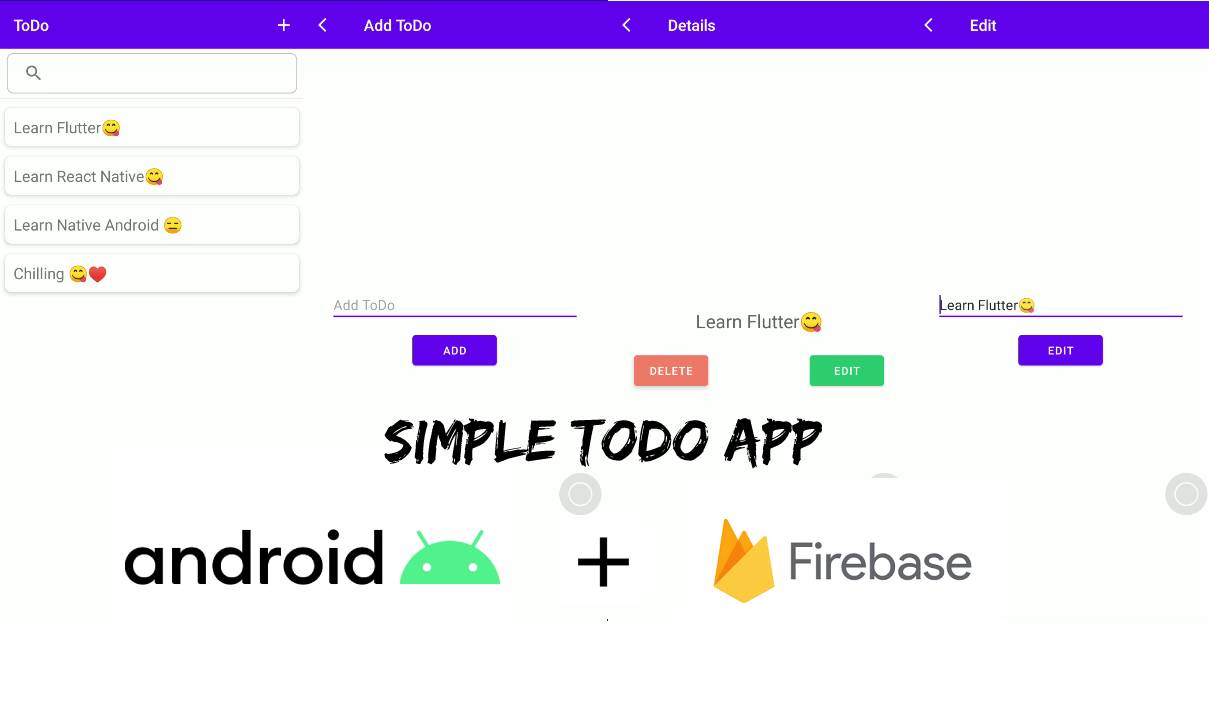 ToDo
Learn Flutter😋
Learn React Native😋
Learn Native Android 😑
Chilling 😋♥️
Add ToDo
Add ToDo
ADD
Details
Learn Flutter😋
DELETE
EDIT
Edit
Learn Flutter😋
EDIT
SIMPLE TODO APP
android + Firebase